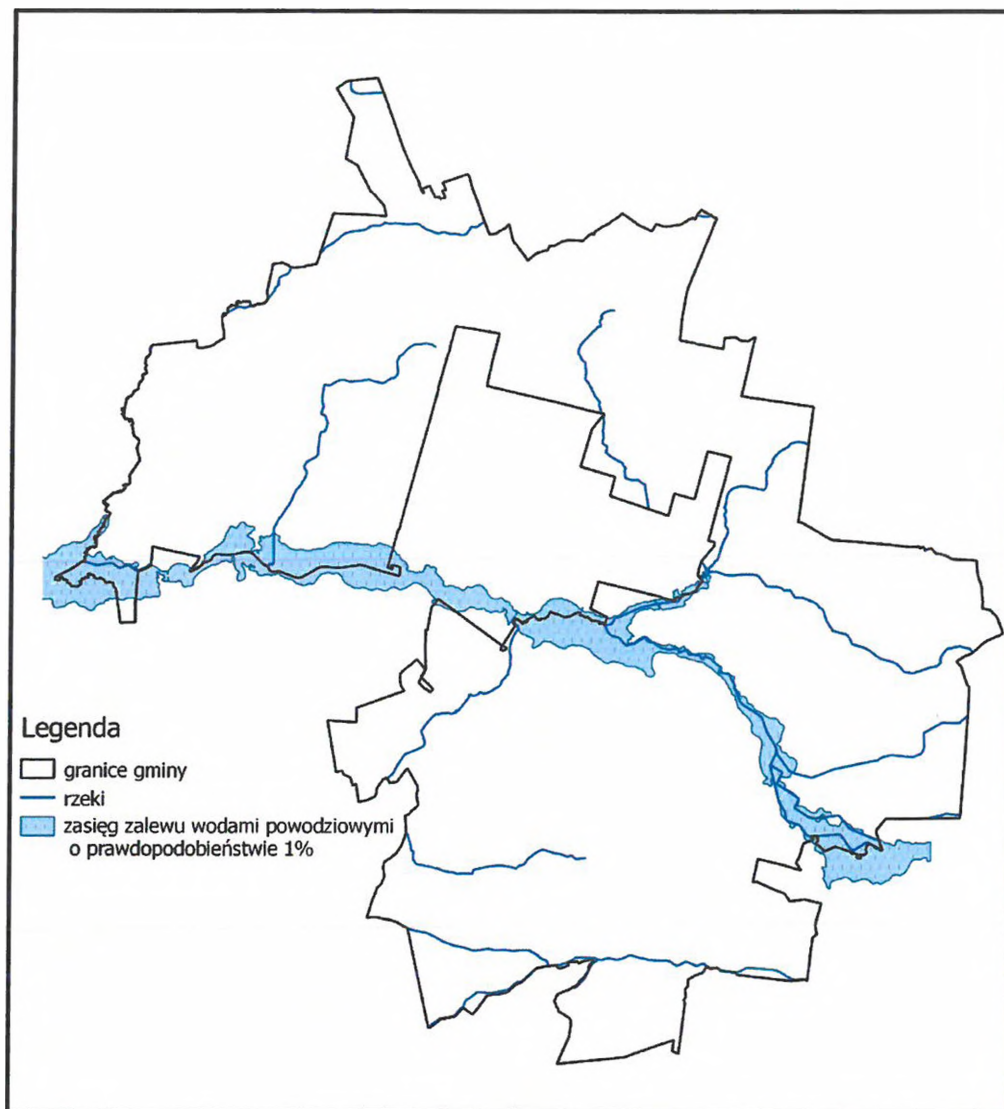 Legenda
granice gminy
rzeki
zasięg zalewu wodami powodziowymi
o prawdopodobieństwie 1%